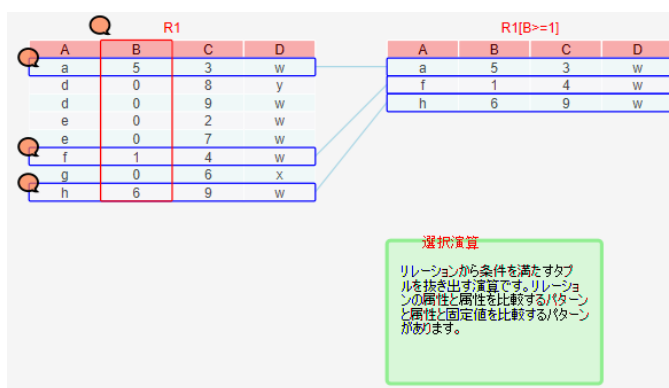 R1
A B C D
a 5 3 w
d 0 8 y
d 0 9 w
e 0 2 w
e 0 7 w
f 1 4 w
g 0 6 x
h 6 9 w
R1[B>=1]
A B C D
a 5 3 w
f 1 4 w
h 6 9 w
選択演算
リレーションから条件を満たすタプ
ルを抜き出す演算です。リレーショ
ンの属性と属性を比較するパターン
と属性と固定値を比較するパターン
があります。